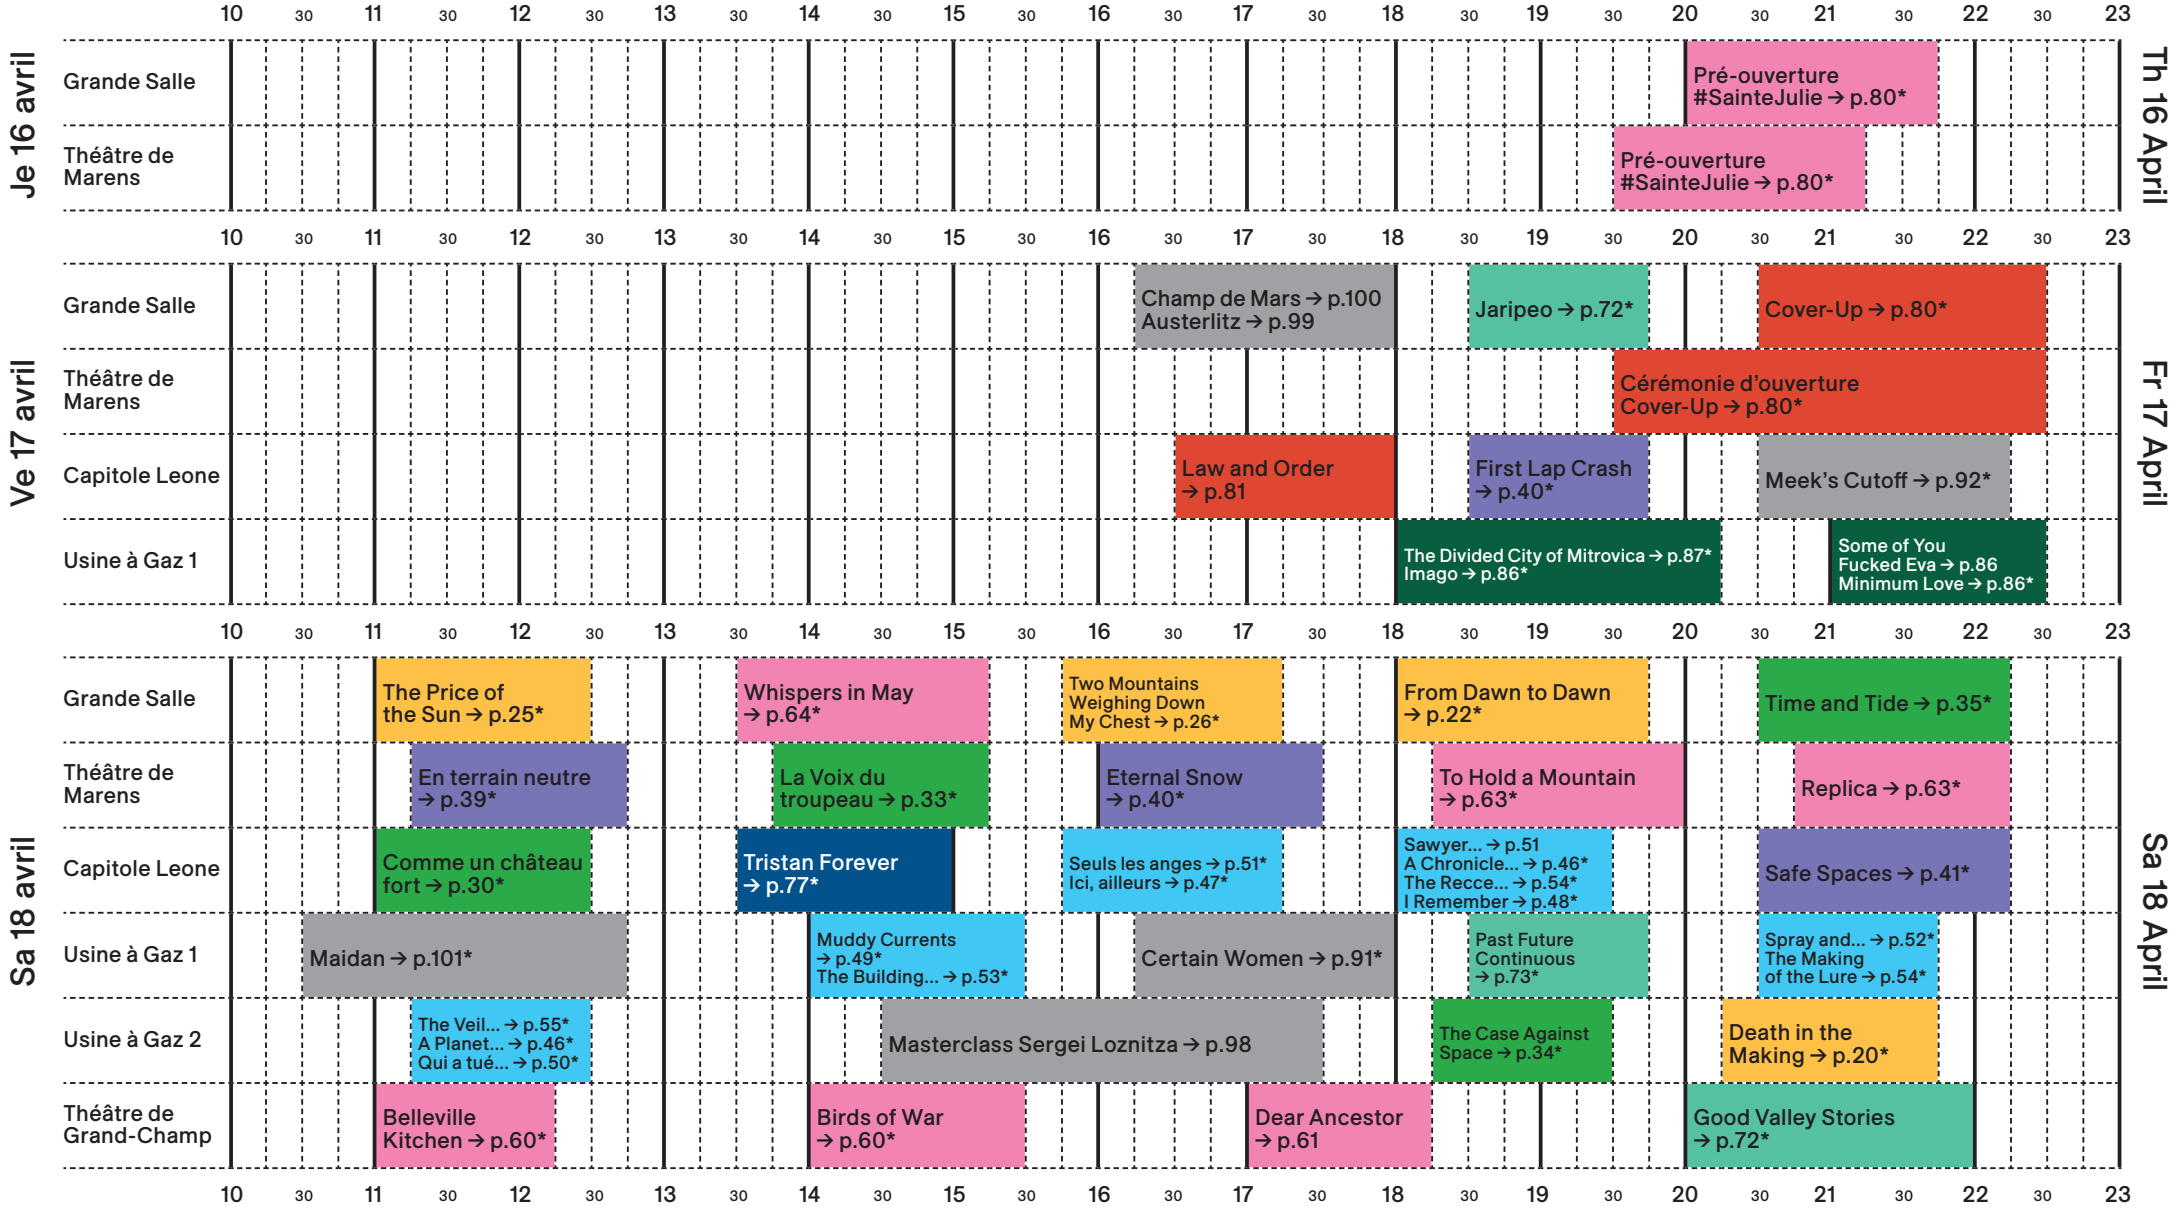 10 30 11 30 12 30 13 30 14 30 15 30 16 30 17 30 18 30 19 30 20 30 21 30 22 30 23
Je 16 avril
Th 16 April
Grande Salle
Pré-ouverture
#SainteJulie → p.80*
Théâtre de
Marens
Pré-ouverture
#SainteJulie → p.80*
10 30 11 30 12 30 13 30 14 30 15 30 16 30 17 30 18 30 19 30 20 30 21 30 22 30 23
Ve 17 avril
Fr 17 April
Grande Salle
Champ de Mars → p.100
Austerlitz → p.99
Jaripeo → p.72*
Cover-Up → p.80*
Théâtre de
Marens
Cérémonie d'ouverture
Cover-Up → p.80*
Capitole Leone
Law and Order
→ p.81
First Lap Crash
→ p.40*
Meek's Cutoff → p.92*
Usine à Gaz 1
The Divided City of Mitrovica → p.87*
Imago → p.86*
Some of You
Fucked Eva → p.86
Minimum Love → p.86*
10 30 11 30 12 30 13 30 14 30 15 30 16 30 17 30 18 30 19 30 20 30 21 30 22 30 23
Sa 18 avril
Sa 18 April
Grande Salle
The Price of
the Sun → p.25*
Whispers in May
→ p.64*
Two Mountains
Weighing Down
My Chest → p.26*
From Dawn to Dawn
→ p.22*
Time and Tide → p.35*
Théâtre de
Marens
En terrain neutre
→ p.39*
La Voix du
troupeau → p.33*
Eternal Snow
→ p.40*
To Hold a Mountain
→ p.63*
Replica → p.63*
Capitole Leone
Comme un château
fort → p.30*
Tristan Forever
→ p.77*
Seuls les anges → p.51*
Ici, ailleurs → p.47*
Sawyer... → p.51
A Chronicle... → p.46*
The Recce... → p.54*
I Remember → p.48*
Safe Spaces → p.41*
Usine à Gaz 1
Maidan → p.101*
Muddy Currents
→ p.49*
The Building... → p.53*
Certain Women → p.91*
Past Future
Continuous
→ p.73*
Spray and... → p.52*
The Making
of the Lure → p.54*
Usine à Gaz 2
The Veil... → p.55*
A Planet... → p.46*
Qui a tué... → p.50*
Masterclass Sergei Loznitza → p.98
The Case Against
Space → p.34*
Death in the
Making → p.20*
Théâtre de
Grand-Champ
Belleville
Kitchen → p.60*
Birds of War
→ p.60*
Dear Ancestor
→ p.61
Good Valley Stories
→ p.72*
10 30 11 30 12 30 13 30 14 30 15 30 16 30 17 30 18 30 19 30 20 30 21 30 22 30 23